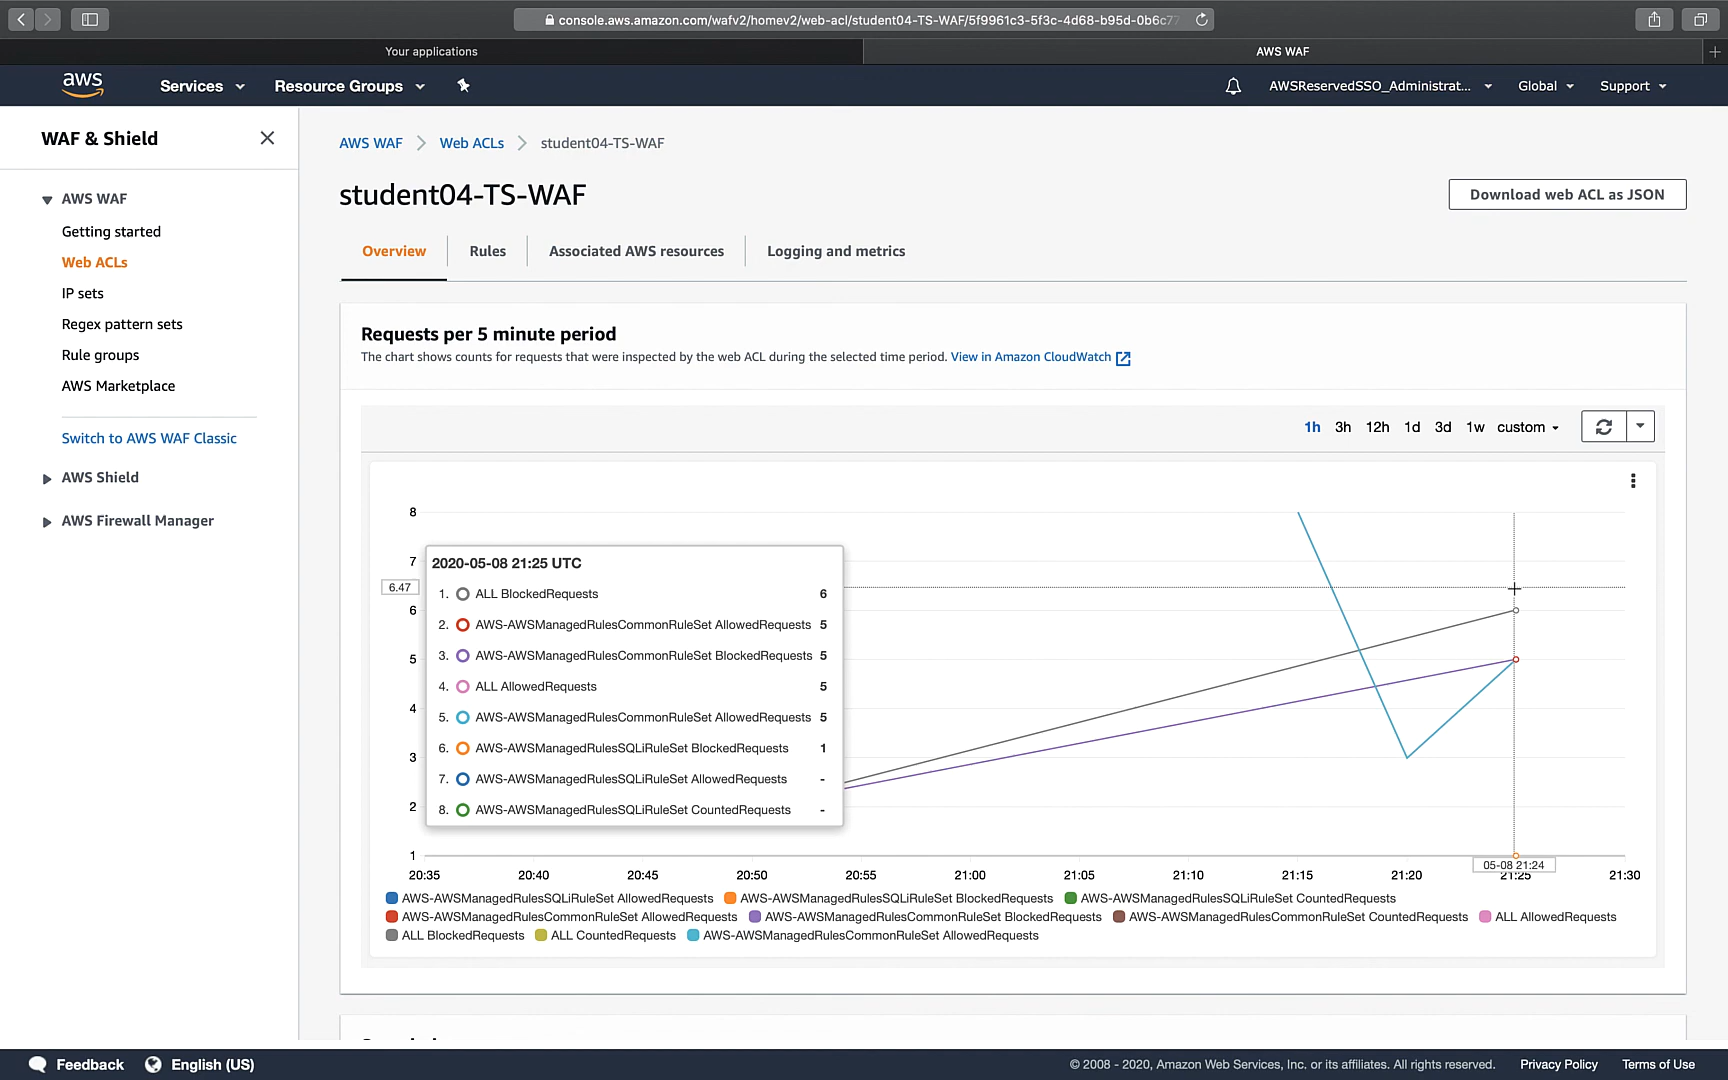 console.aws.amazon.com/wafv2/homev2/web-acl/student04-TS-WAF/5f9961c3-5f3c-4d68-b95d-0b6c77
Your applications
AWS WAF
aws
Services
Resource Groups
AWSReservedSSO_Administrat...
Global
Support
WAF & Shield
AWS WAF
Getting started
Web ACLs
IP sets
Regex pattern sets
Rule groups
AWS Marketplace
Switch to AWS WAF Classic
AWS Shield
AWS Firewall Manager
AWS WAF
Web ACLs
student04-TS-WAF
student04-TS-WAF
Download web ACL as JSON
Overview
Rules
Associated AWS resources
Logging and metrics
Requests per 5 minute period
The chart shows counts for requests that were inspected by the web ACL during the selected time period. View in Amazon CloudWatch
1h 3h 12h 1d 3d 1w custom
8
7
6.47
6
5
4
3
2
1
2020-05-08 21:25 UTC
1. ALL BlockedRequests 6
2. AWS-AWSManagedRulesCommonRuleSet AllowedRequests 5
3. AWS-AWSManagedRulesCommonRuleSet BlockedRequests 5
4. ALL AllowedRequests 5
5. AWS-AWSManagedRulesCommonRuleSet AllowedRequests 5
6. AWS-AWSManagedRulesSQLiRuleSet BlockedRequests 1
7. AWS-AWSManagedRulesSQLiRuleSet AllowedRequests -
8. AWS-AWSManagedRulesSQLiRuleSet CountedRequests -
05-08 21:24
20:35 20:40 20:45 20:50 20:55 21:00 21:05 21:10 21:15 21:20 21:25 21:30
AWS-AWSManagedRulesSQLiRuleSet AllowedRequests AWS-AWSManagedRulesSQLiRuleSet BlockedRequests AWS-AWSManagedRulesSQLiRuleSet CountedRequests
AWS-AWSManagedRulesCommonRuleSet AllowedRequests AWS-AWSManagedRulesCommonRuleSet BlockedRequests AWS-AWSManagedRulesCommonRuleSet CountedRequests ALL AllowedRequests
ALL BlockedRequests ALL CountedRequests AWS-AWSManagedRulesCommonRuleSet AllowedRequests
Feedback
English (US)
© 2008 - 2020, Amazon Web Services, Inc. or its affiliates. All rights reserved.
Privacy Policy
Terms of Use